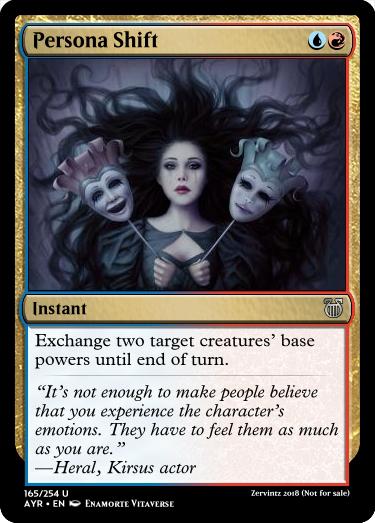 Persona Shift
Instant
Exchange two target creatures’ base
powers until end of turn.
“It’s not enough to make people believe
that you experience the character’s
emotions. They have to feel them as much
as you are.”
—Heral, Kirsus actor
165/254 U
Zervintz 2018 (Not for sale)
AYR • EN Enamorte Vitaverse